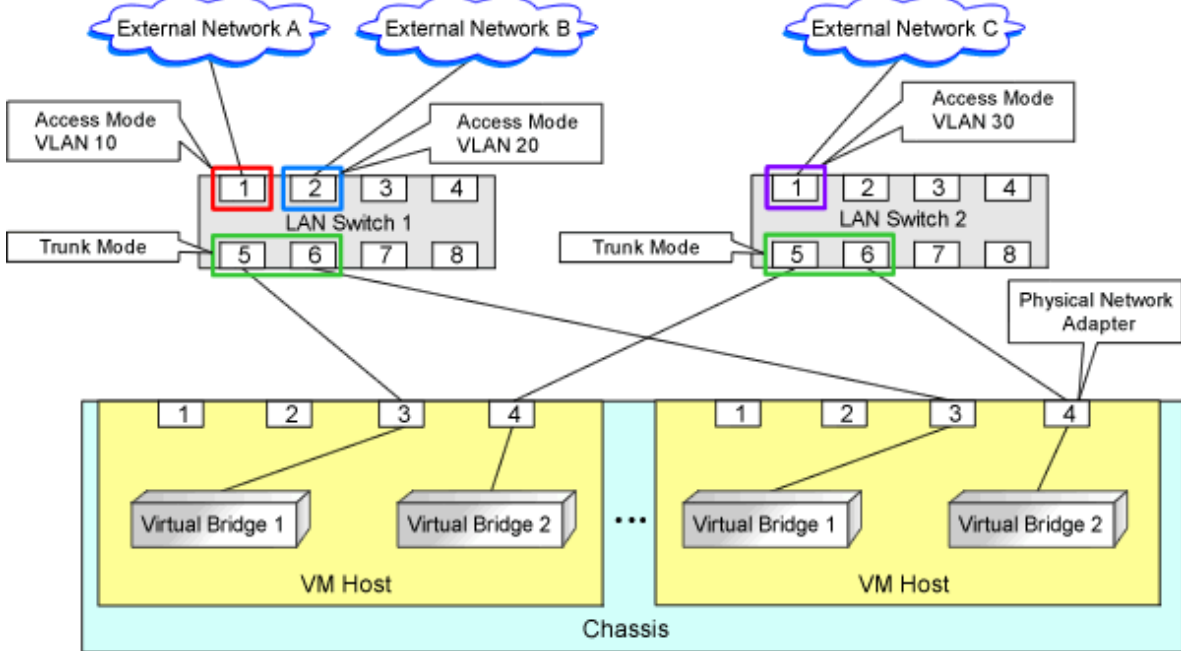 External Network A
External Network B
External Network C
Access Mode
VLAN 10
Access Mode
VLAN 20
Access Mode
VLAN 30
1 2 3 4
LAN Switch 1
5 6 7 8
Trunk Mode
1 2 3 4
LAN Switch 2
5 6 7 8
Trunk Mode
Physical Network
Adapter
1 2 3 4
Virtual Bridge 1
Virtual Bridge 2
VM Host
...
1 2 3 4
Virtual Bridge 1
Virtual Bridge 2
VM Host
Chassis